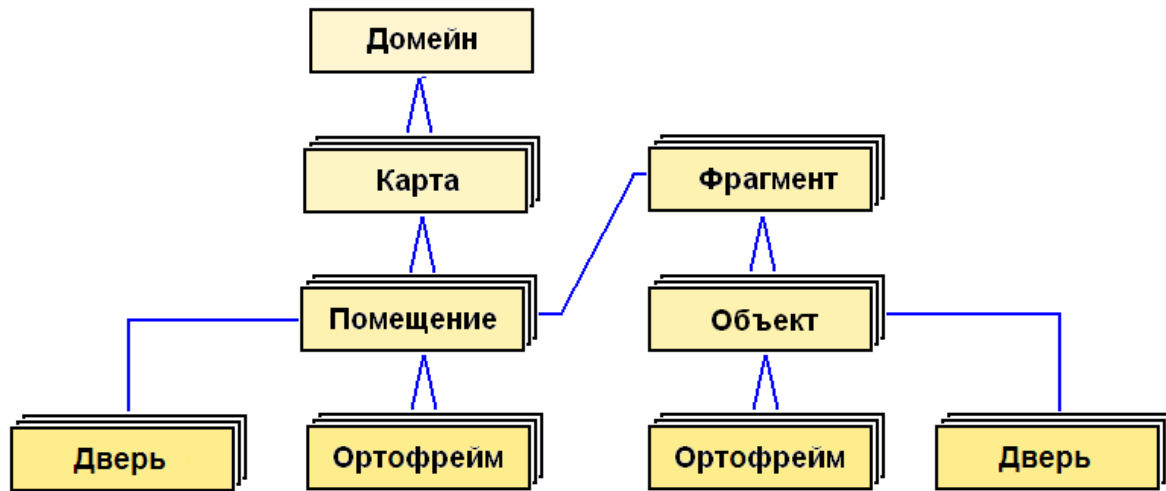 Домейн
Карта
Фрагмент
Помещение
Объект
Дверь
Ортофрейм
Ортофрейм
Дверь